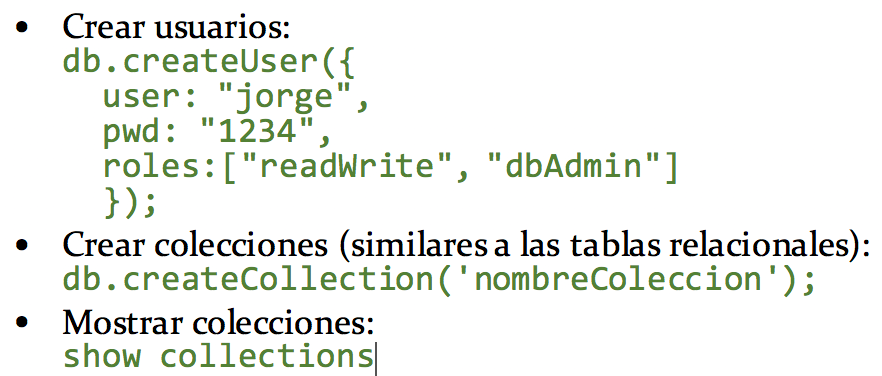 • Crear usuarios:
db.createUser({
user: "jorge",
pwd: "1234",
roles:["readWrite", "dbAdmin"]
});
• Crear colecciones (similares a las tablas relacionales):
db.createCollection('nombreColeccion');
• Mostrar colecciones:
show collections